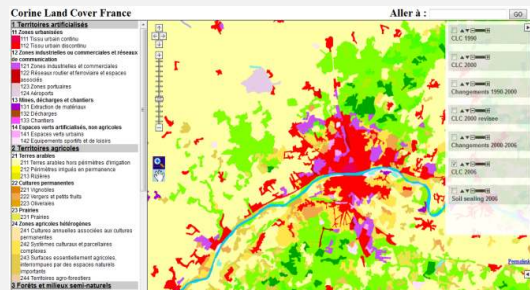 Corine Land Cover France
Aller à :
GO
1 Territoires artificialisés
11 Zones urbanisées
111 Tissu urbain continu
112 Tissu urbain discontinu
12 Zones industrielles ou commerciales et réseaux
de communication
121 Zones industrielles et commerciales
122 Réseaux routier et ferroviaire et espaces
associés
123 Zones portuaires
124 Aéroports
13 Mines, décharges et chantiers
131 Extraction de matériaux
132 Décharges
133 Chantiers
14 Espaces verts artificialisés, non agricoles
141 Espaces verts urbains
142 Equipements sportifs et de loisirs
2 Territoires agricoles
21 Terres arables
211 Terres arables hors périmètres d'irrigation
212 Périmètres irrigués en permanence
213 Rizières
22 Cultures permanentes
221 Vignobles
222 Vergers et petits fruits
223 Oliveraies
23 Prairies
231 Prairies
24 Zones agricoles hétérogènes
241 Cultures annuelles associées aux cultures
permanentes
242 Systèmes culturaux et parcellaires
complexes
243 Surfaces essentiellement agricoles,
interrompues par des espaces naturels
importants
244 Territoires agro-forestiers
3 Forêts et milieux semi-naturels
CLC 1990
CLC 2000
Changements 1990-2000
CLC 2000 revisee
Changements 2000-2006
CLC 2006
Soil sealing 2006
Permalink